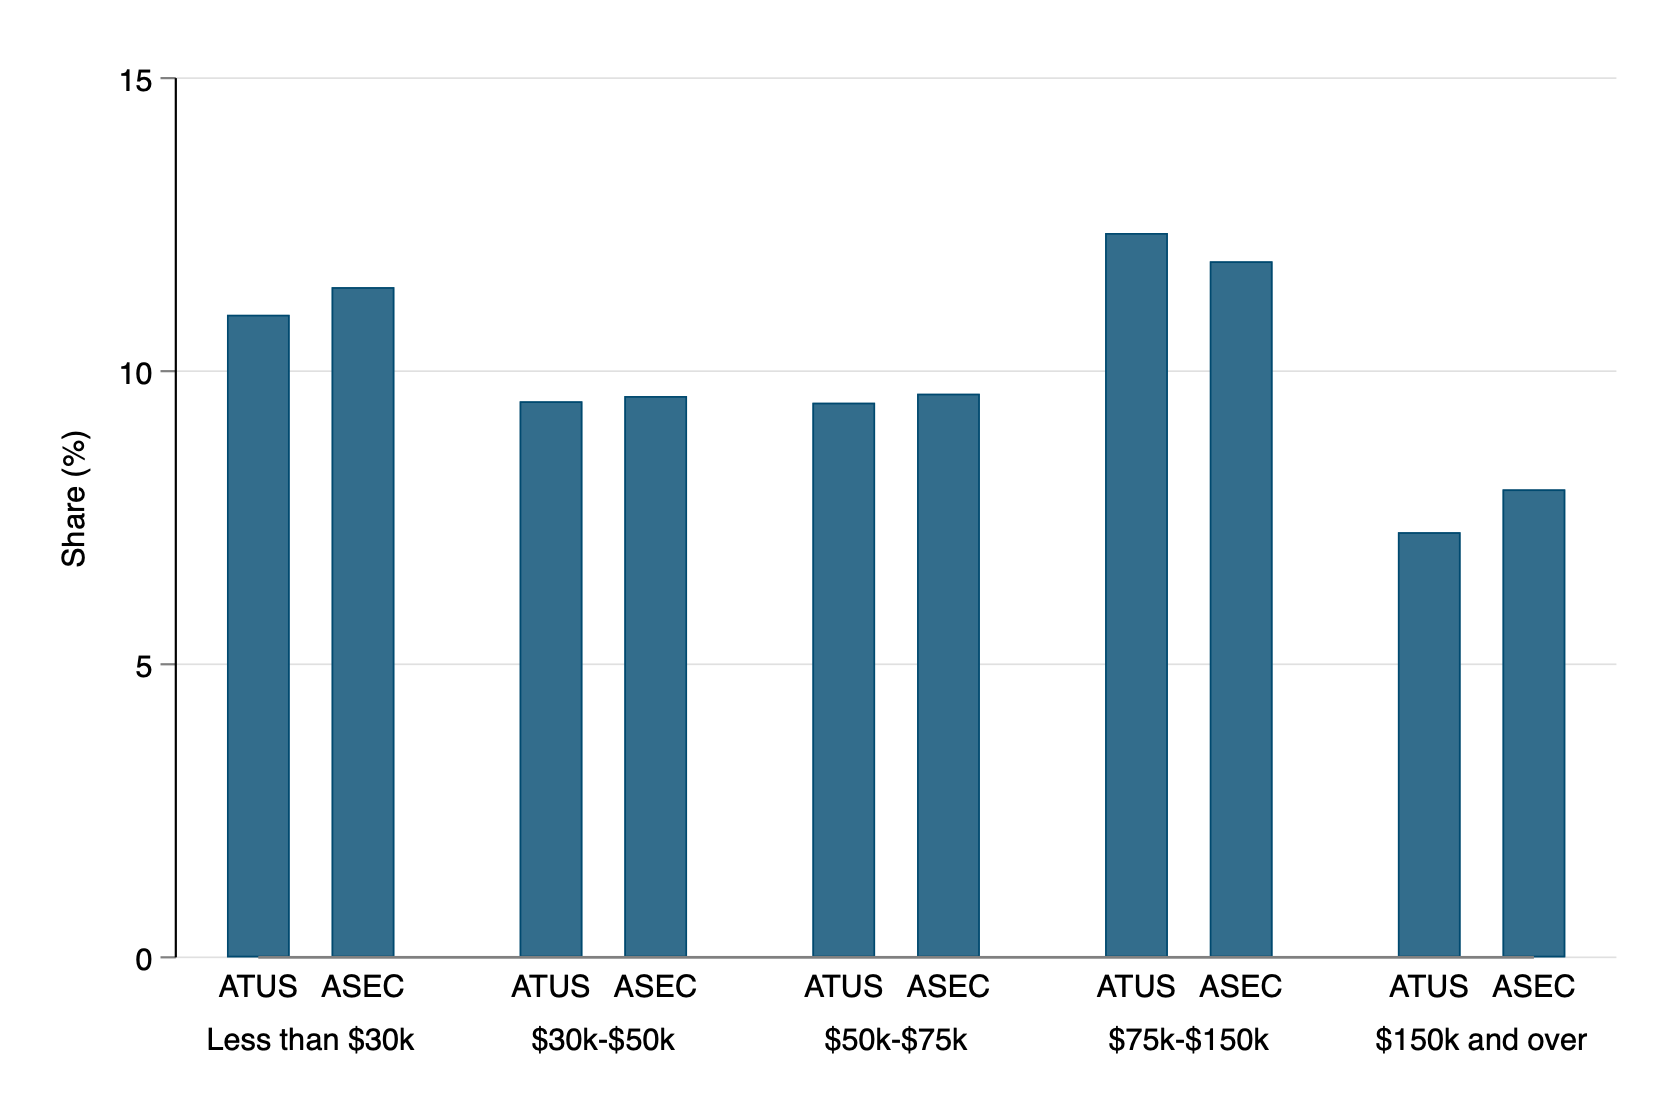 15
10
5
0
Share (%)
ATUS ASEC ATUS ASEC ATUS ASEC ATUS ASEC ATUS ASEC
Less than $30k $30k-$50k $50k-$75k $75k-$150k $150k and over